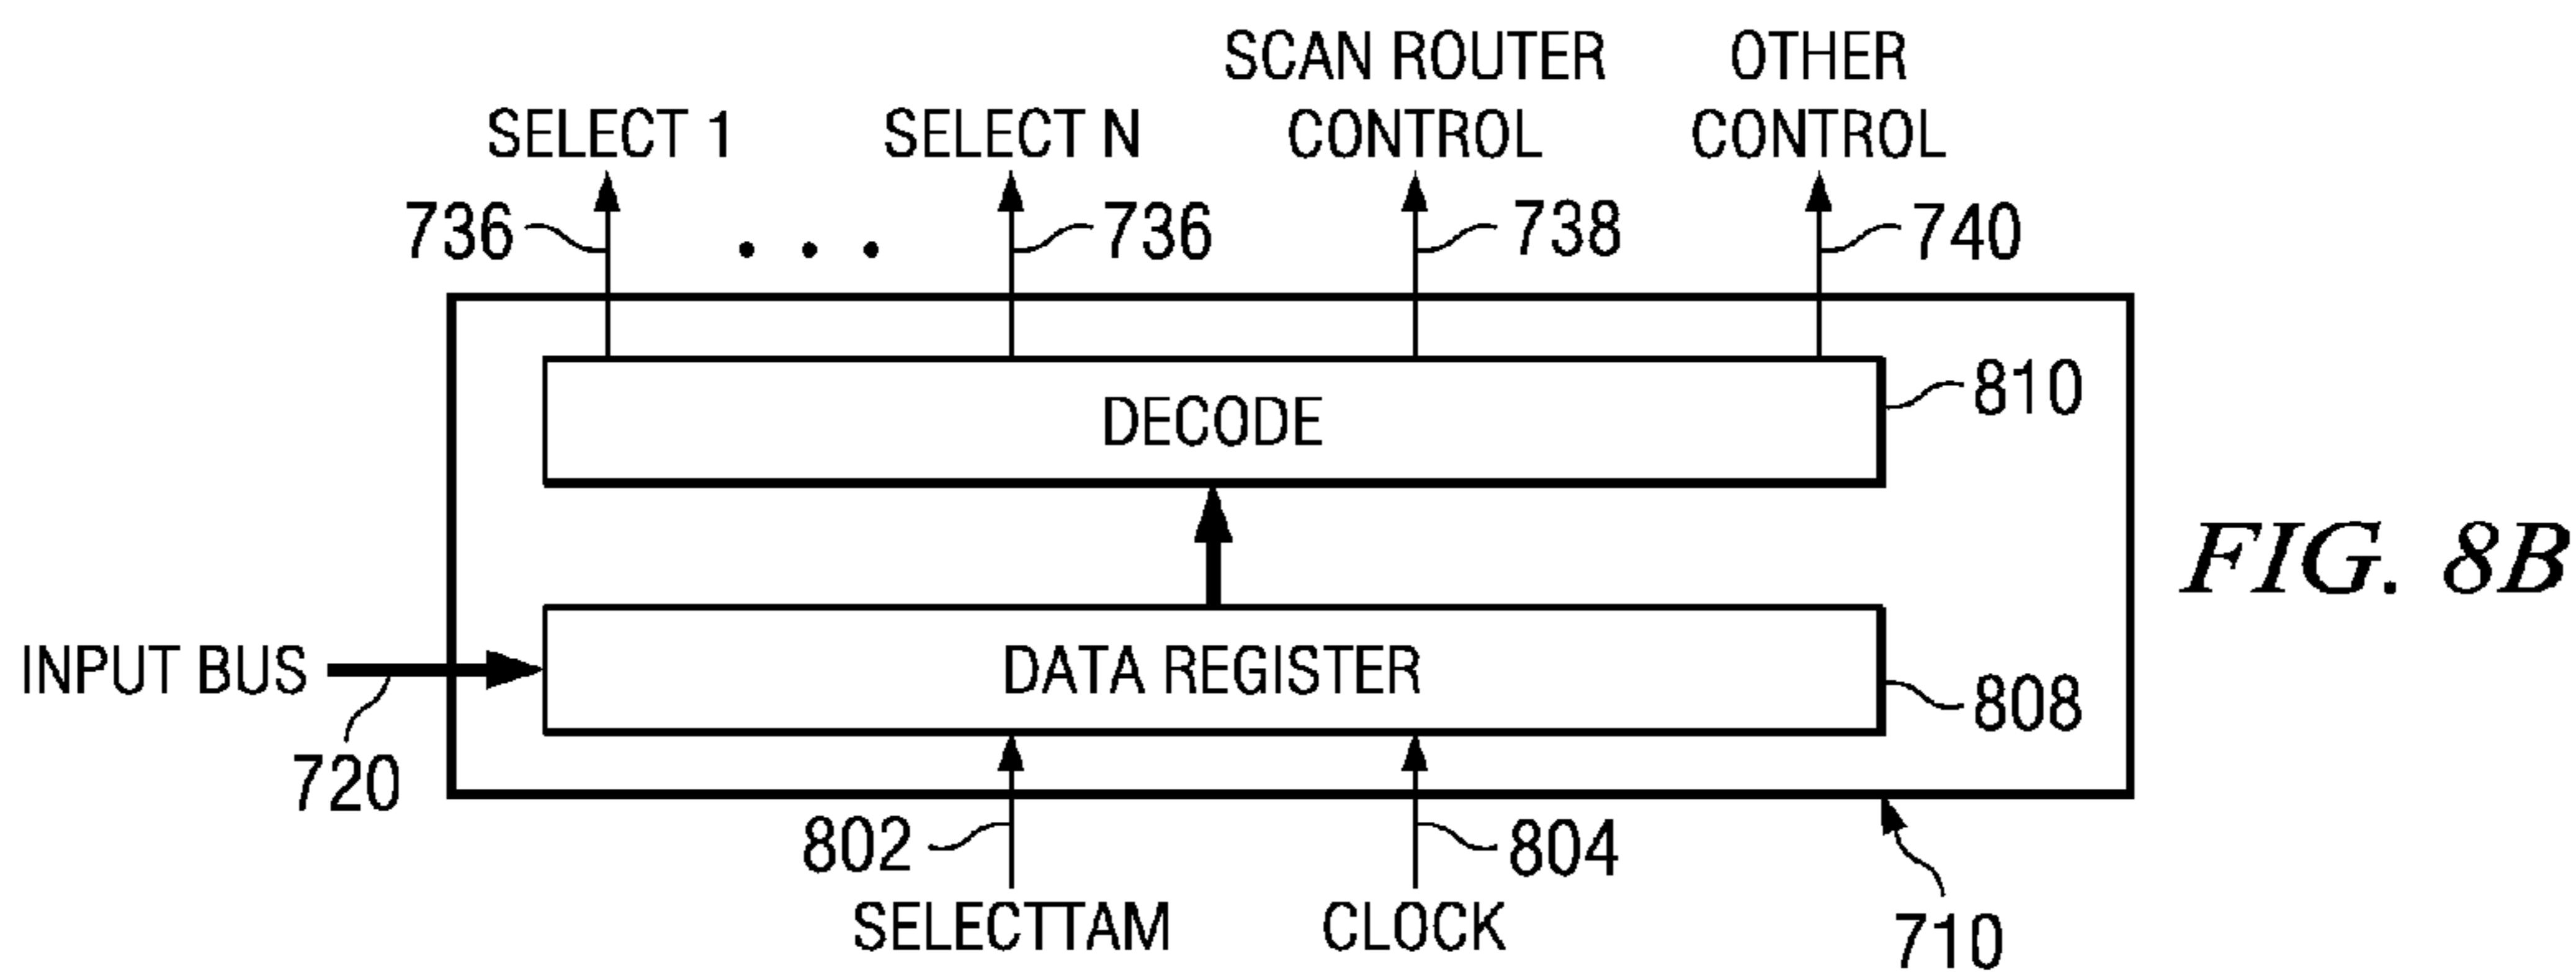 SCAN ROUTER OTHER
SELECT 1 SELECT N CONTROL CONTROL
736 736 738 740
• • •
DECODE 810
FIG. 8B
INPUT BUS DATA REGISTER 808
720
802 804
SELECTTAM CLOCK 710